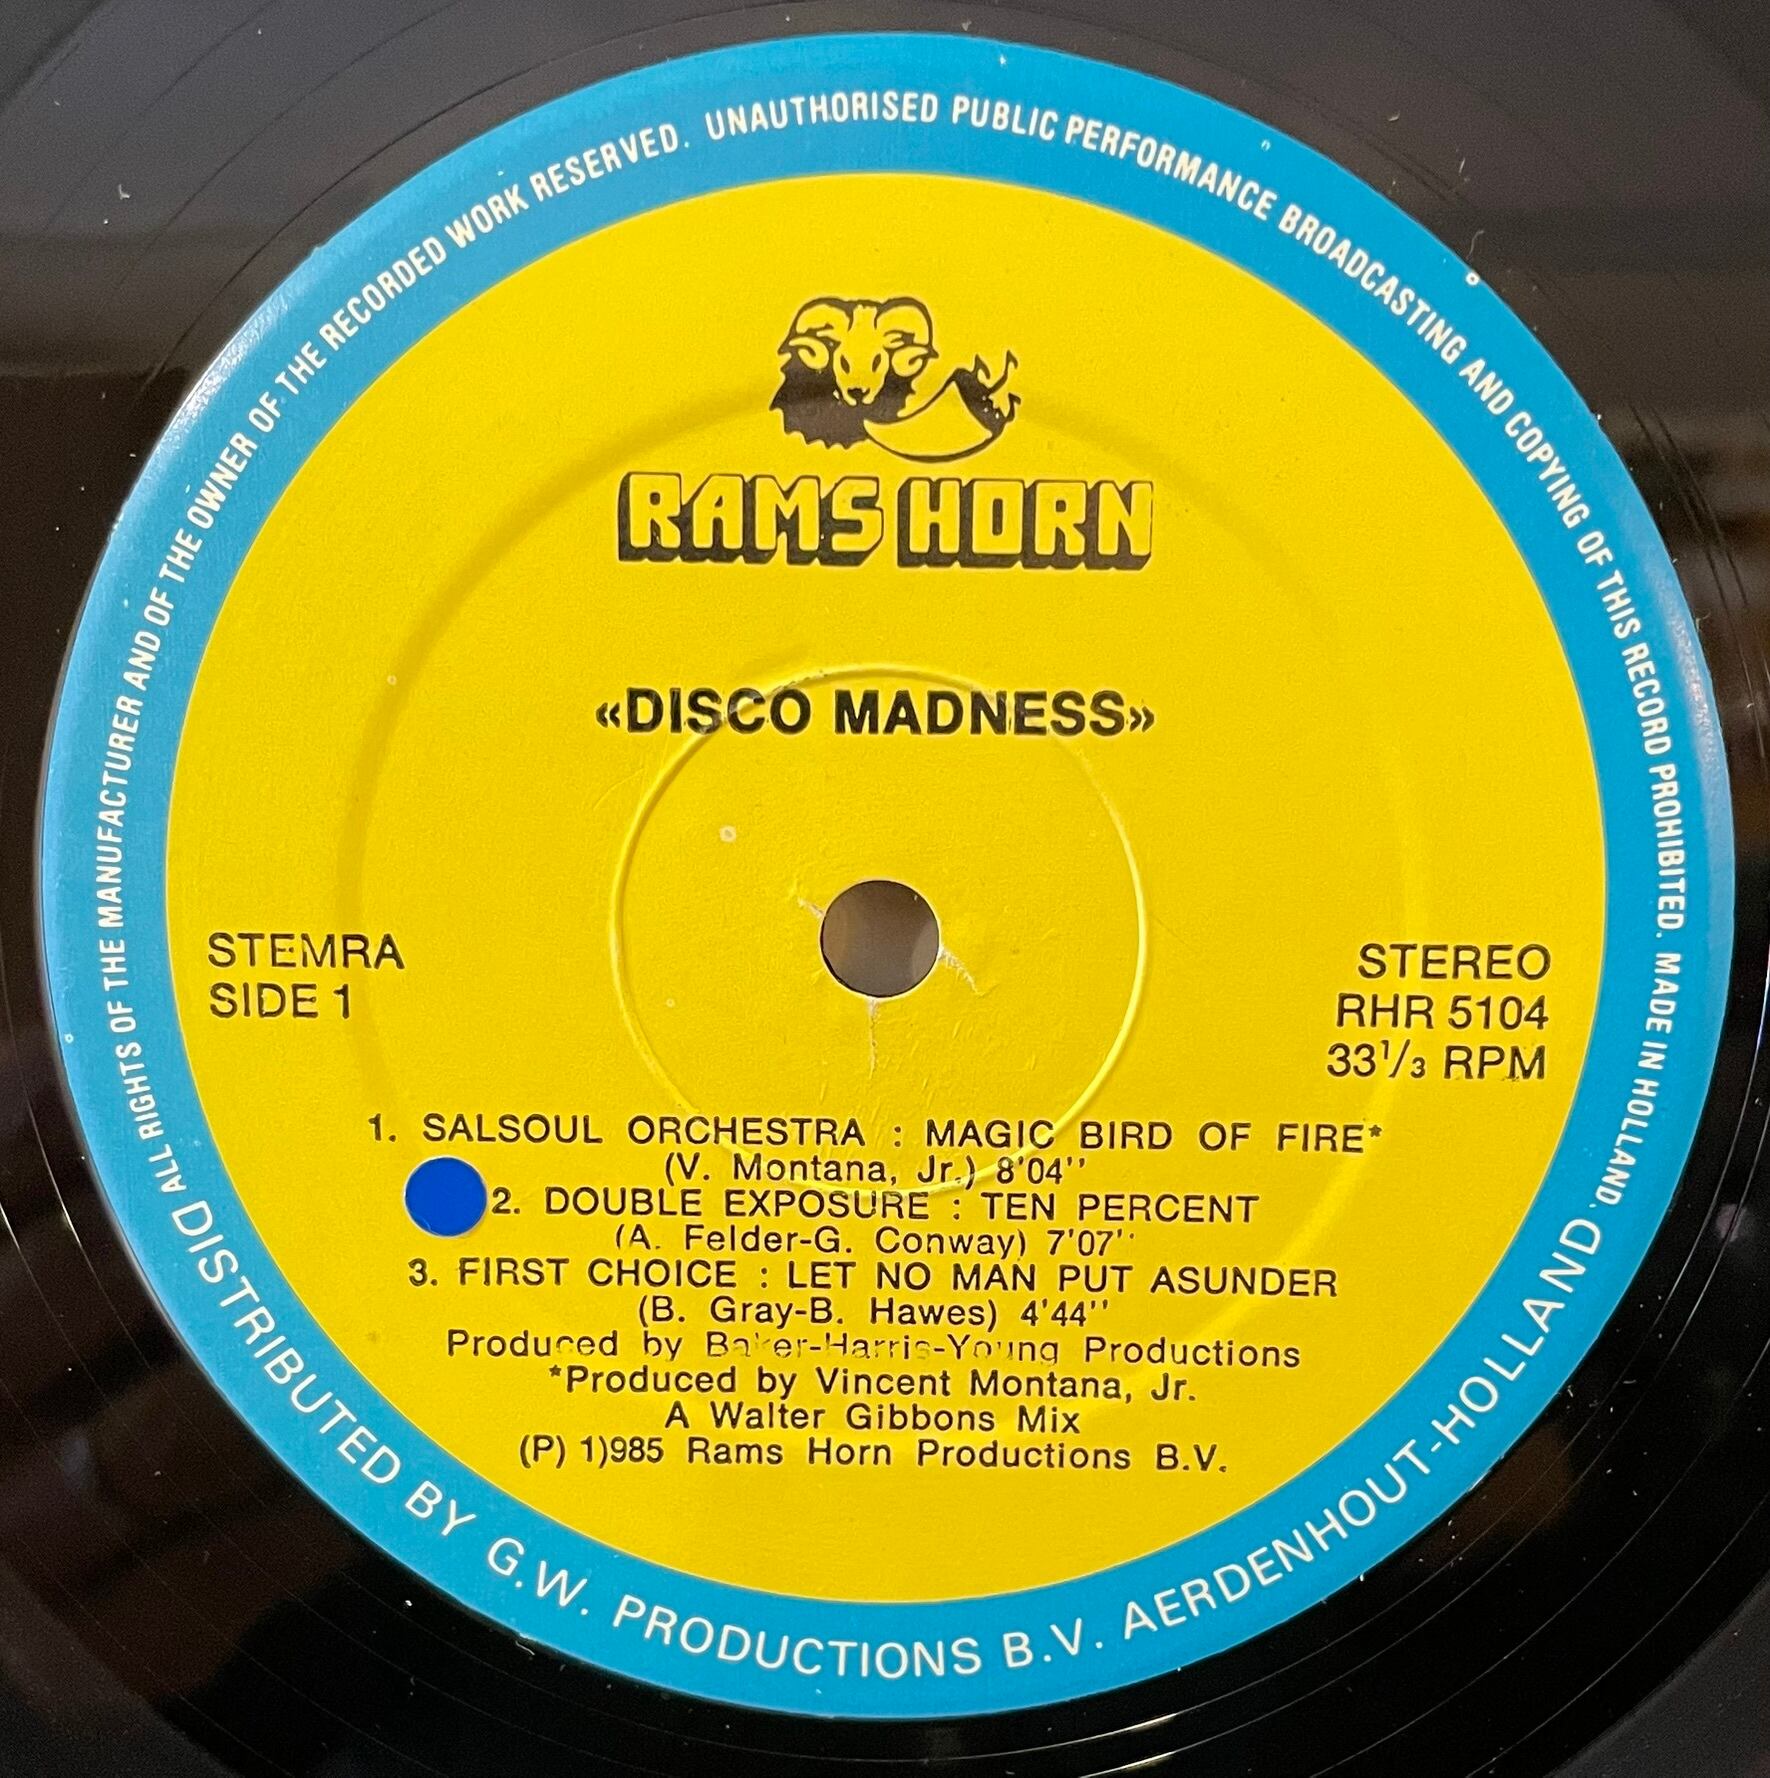 ALL RIGHTS OF THE MANUFACTURER AND OF THE OWNER OF THE RECORDED WORK RESERVED. UNAUTHORISED PUBLIC PERFORMANCE BROADCASTING AND COPYING OF THIS RECORD PROHIBITED. MADE IN HOLLAND.
RAMS HORN
«DISCO MADNESS»
STEMRA
SIDE 1
STEREO
RHR 5104
33 1/3 RPM
1. SALSOUL ORCHESTRA : MAGIC BIRD OF FIRE*
(V. Montana, Jr.) 8'04''
2. DOUBLE EXPOSURE : TEN PERCENT
(A. Felder-G. Conway) 7'07''
3. FIRST CHOICE : LET NO MAN PUT ASUNDER
(B. Gray-B. Hawes) 4'44''
Produced by Baker-Harris-Young Productions
*Produced by Vincent Montana, Jr.
A Walter Gibbons Mix
(P) 1)985 Rams Horn Productions B.V.
DISTRIBUTED BY G.W. PRODUCTIONS B.V. AERDENHOUT-HOLLAND